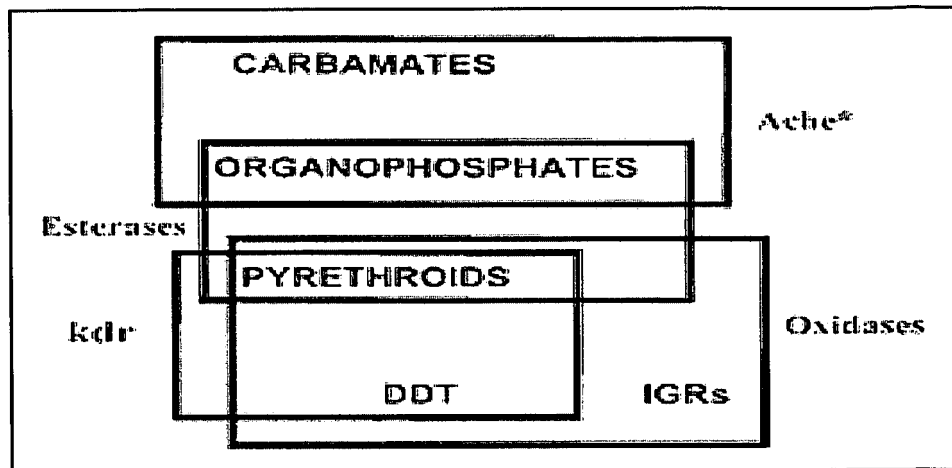 CARBAMATES
Ache*
ORGANOPHOSPHATES
Esterases
PYRETHROIDS
kdr
Oxidases
DDT IGRs